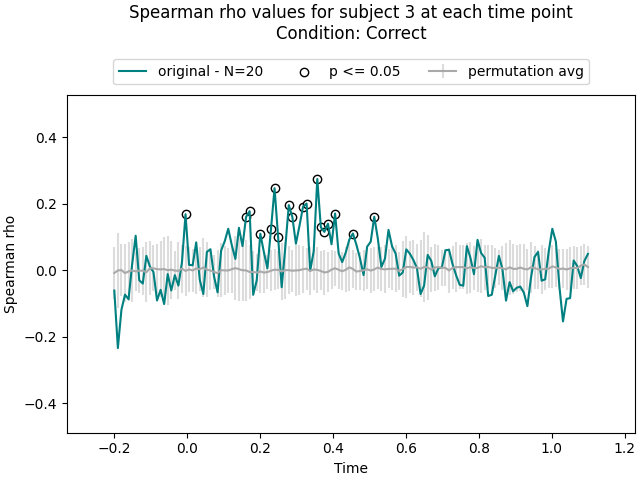 Spearman rho values for subject 3 at each time point
Condition: Correct
original - N=20 p <= 0.05 permutation avg
Spearman rho
0.4
0.2
0.0
−0.2
−0.4
−0.2 0.0 0.2 0.4 0.6 0.8 1.0 1.2
Time